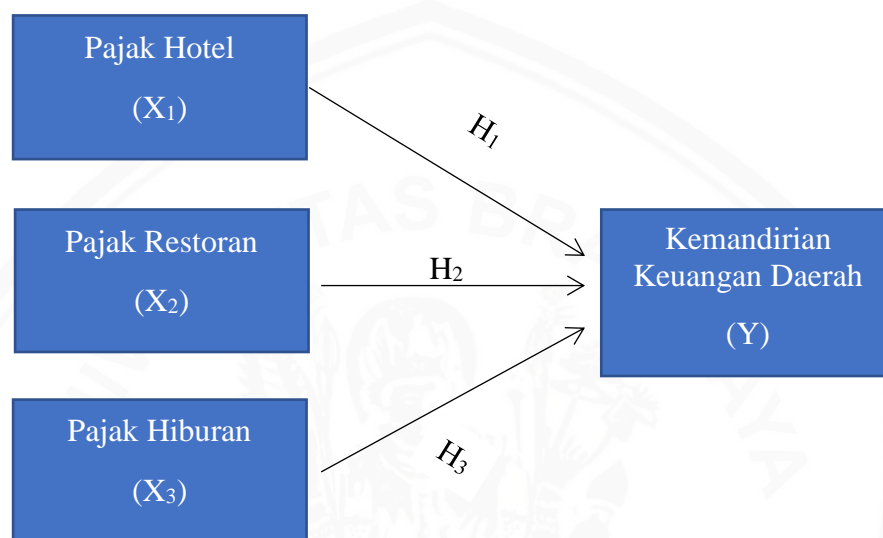 Pajak Hotel
(X₁)
H₁
Pajak Restoran
(X₂)
H₂
Kemandirian
Keuangan Daerah
(Y)
Pajak Hiburan
(X₃)
H₃